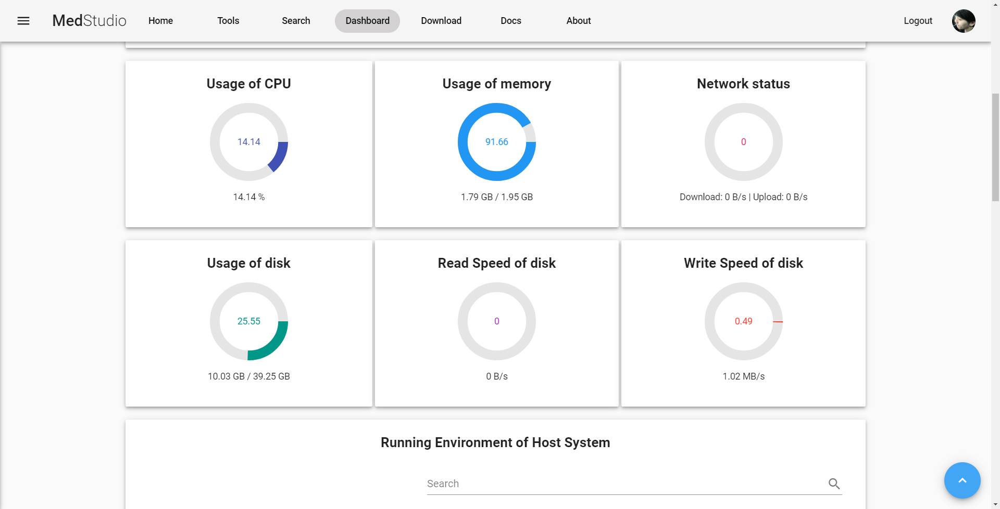 MedStudio Home Tools Search Dashboard Download Docs About Logout
Usage of CPU
14.14
14.14 %
Usage of memory
91.66
1.79 GB / 1.95 GB
Network status
0
Download: 0 B/s | Upload: 0 B/s
Usage of disk
25.55
10.03 GB / 39.25 GB
Read Speed of disk
0
0 B/s
Write Speed of disk
0.49
1.02 MB/s
Running Environment of Host System
Search